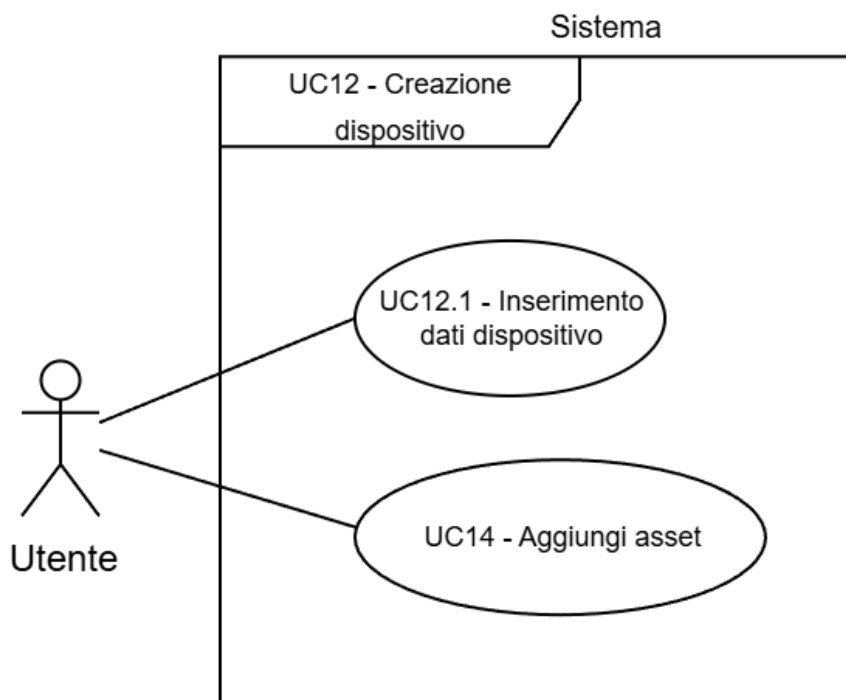 Sistema
UC12 - Creazione
dispositivo
UC12.1 - Inserimento
dati dispositivo
UC14 - Aggiungi asset
Utente